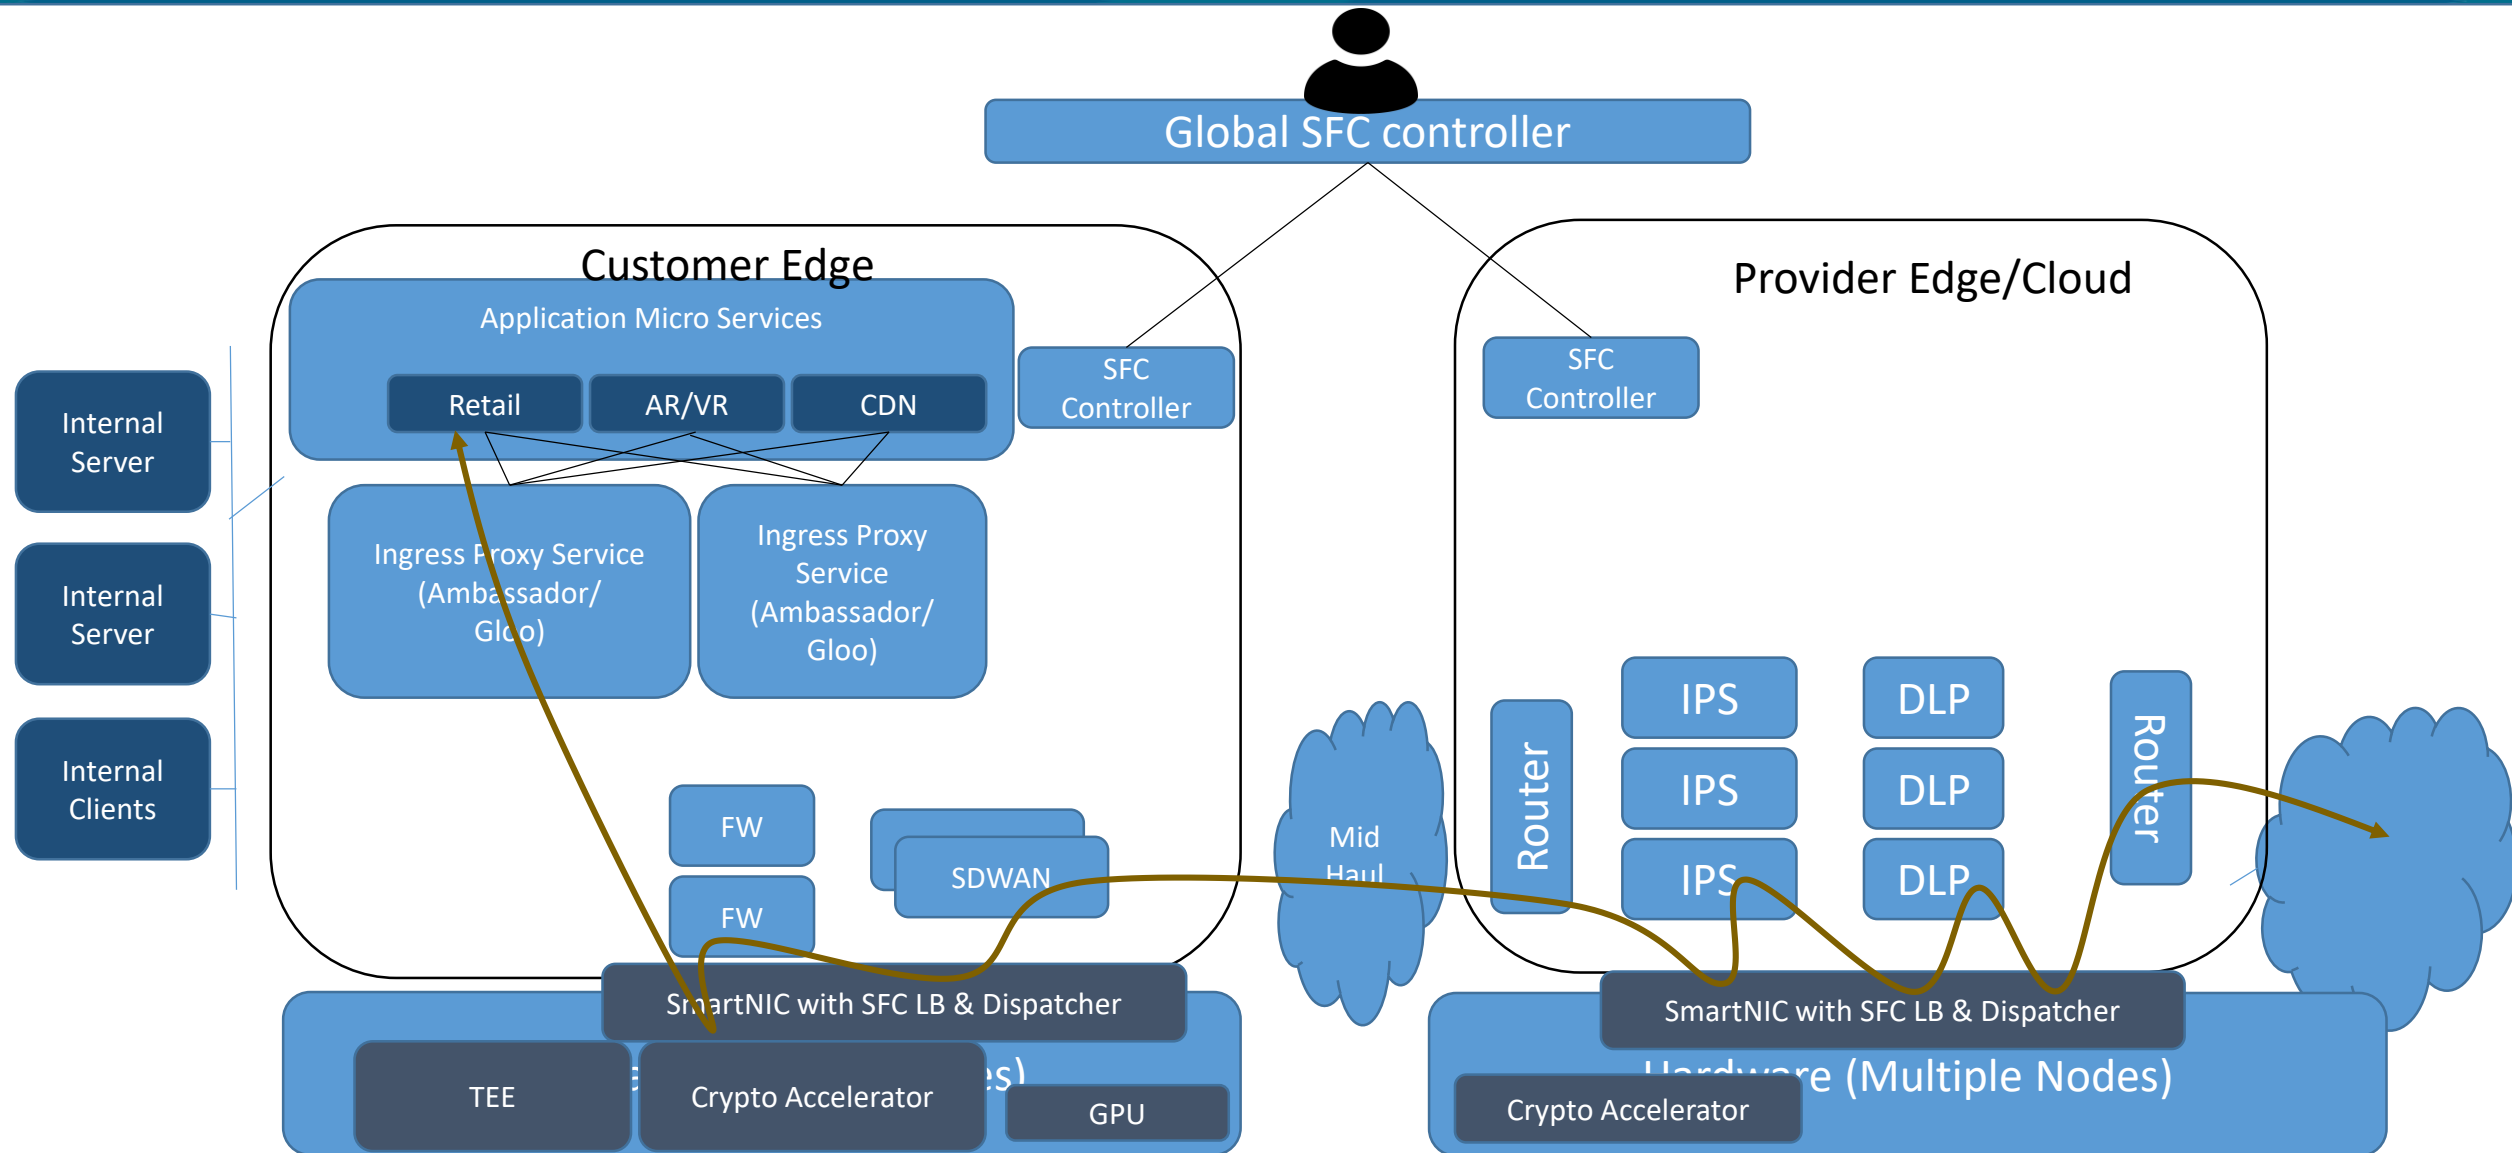 Global SFC controller
Customer Edge
Application Micro Services
Retail
AR/VR
CDN
SFC
Controller
Internal
Server
Internal
Server
Internal
Clients
Ingress Proxy Service
(Ambassador/
Gloo)
Ingress Proxy
Service
(Ambassador/
Gloo)
FW
FW
SDWAN
SmartNIC with SFC LB & Dispatcher
TEE
Crypto Accelerator
GPU
Mid
Haul
Provider Edge/Cloud
SFC
Controller
Router
IPS
IPS
IPS
DLP
DLP
DLP
Router
SmartNIC with SFC LB & Dispatcher
Hardware (Multiple Nodes)
Crypto Accelerator